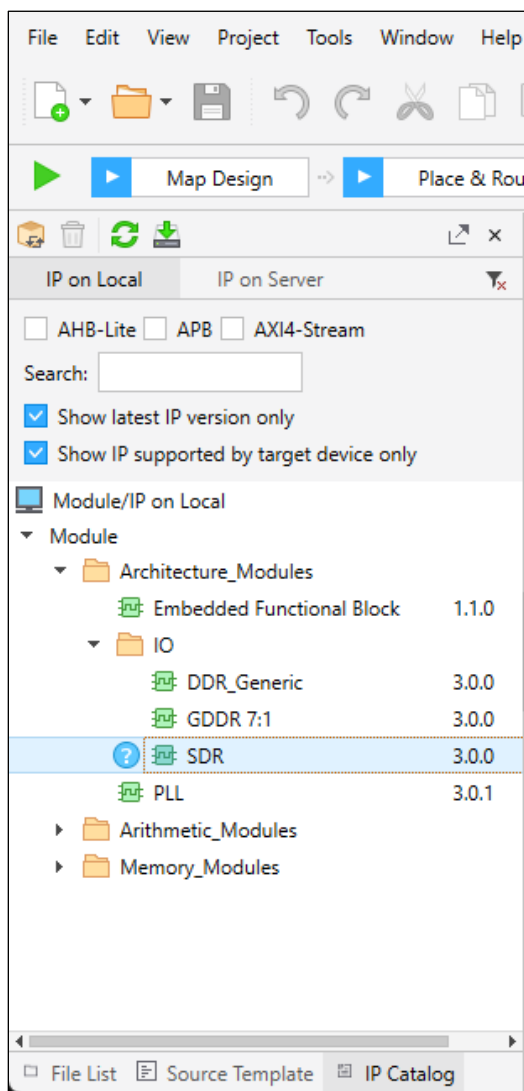 File Edit View Project Tools Window Help
Map Design Place & Rou
IP on Local IP on Server
AHB-Lite APB AXI4-Stream
Search:
Show latest IP version only
Show IP supported by target device only
Module/IP on Local
Module
Architecture_Modules
Embedded Functional Block 1.1.0
IO
DDR_Generic 3.0.0
GDDR 7:1 3.0.0
? SDR 3.0.0
PLL 3.0.1
Arithmetic_Modules
Memory_Modules
File List Source Template IP Catalog